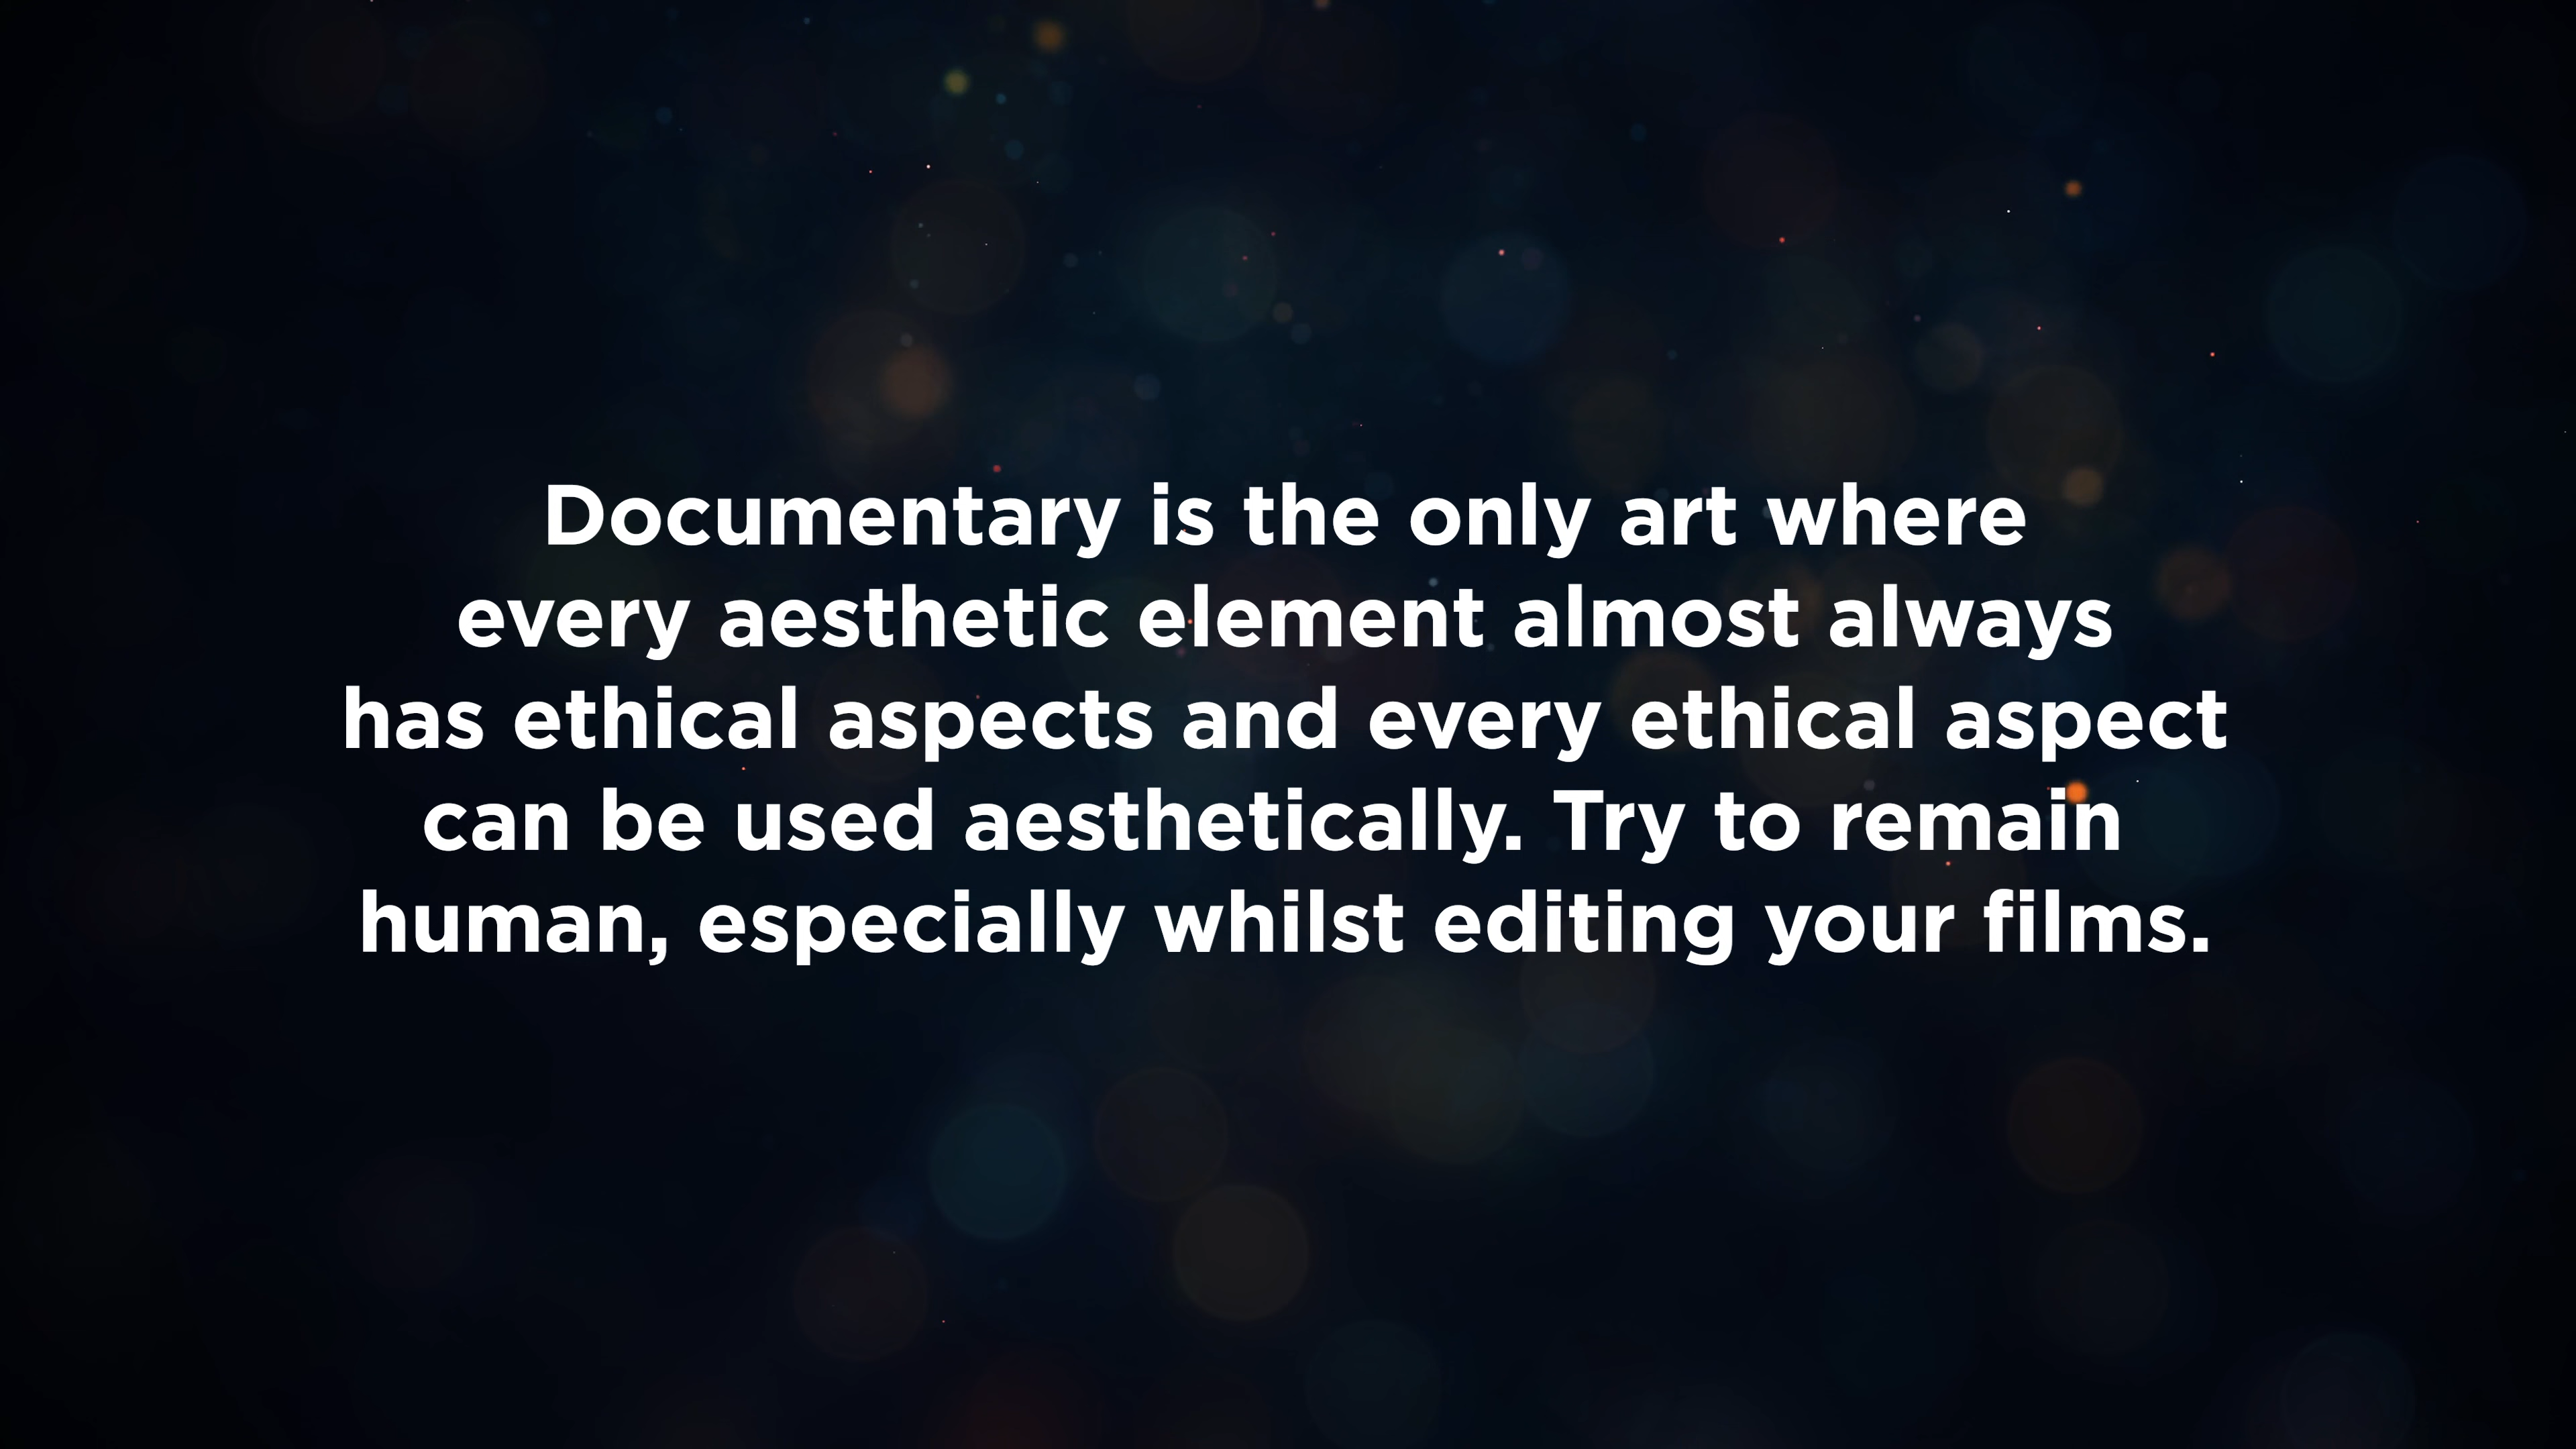 Documentary is the only art where
every aesthetic element almost always
has ethical aspects and every ethical aspect
can be used aesthetically. Try to remain
human, especially whilst editing your films.